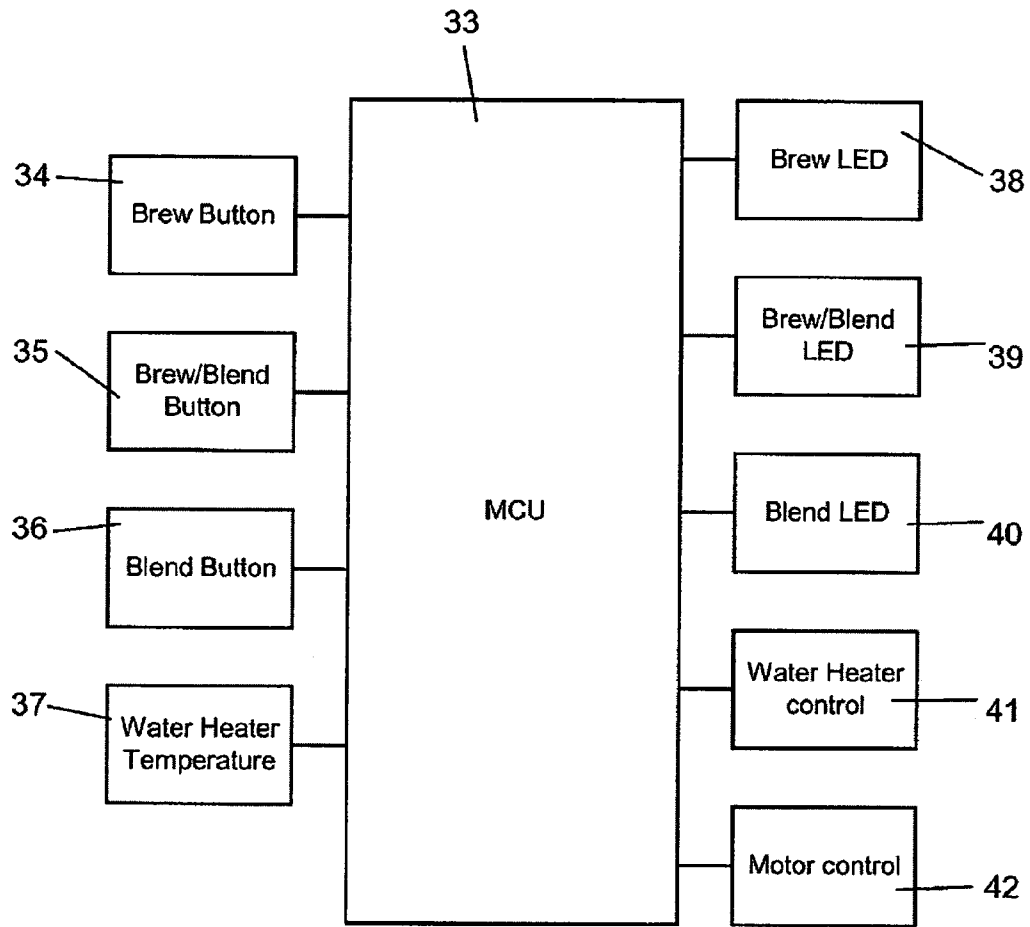 33
34
Brew Button
35
Brew/Blend
Button
36
Blend Button
37
Water Heater
Temperature
MCU
Brew LED
38
Brew/Blend
LED
39
Blend LED
40
Water Heater
control
41
Motor control
42